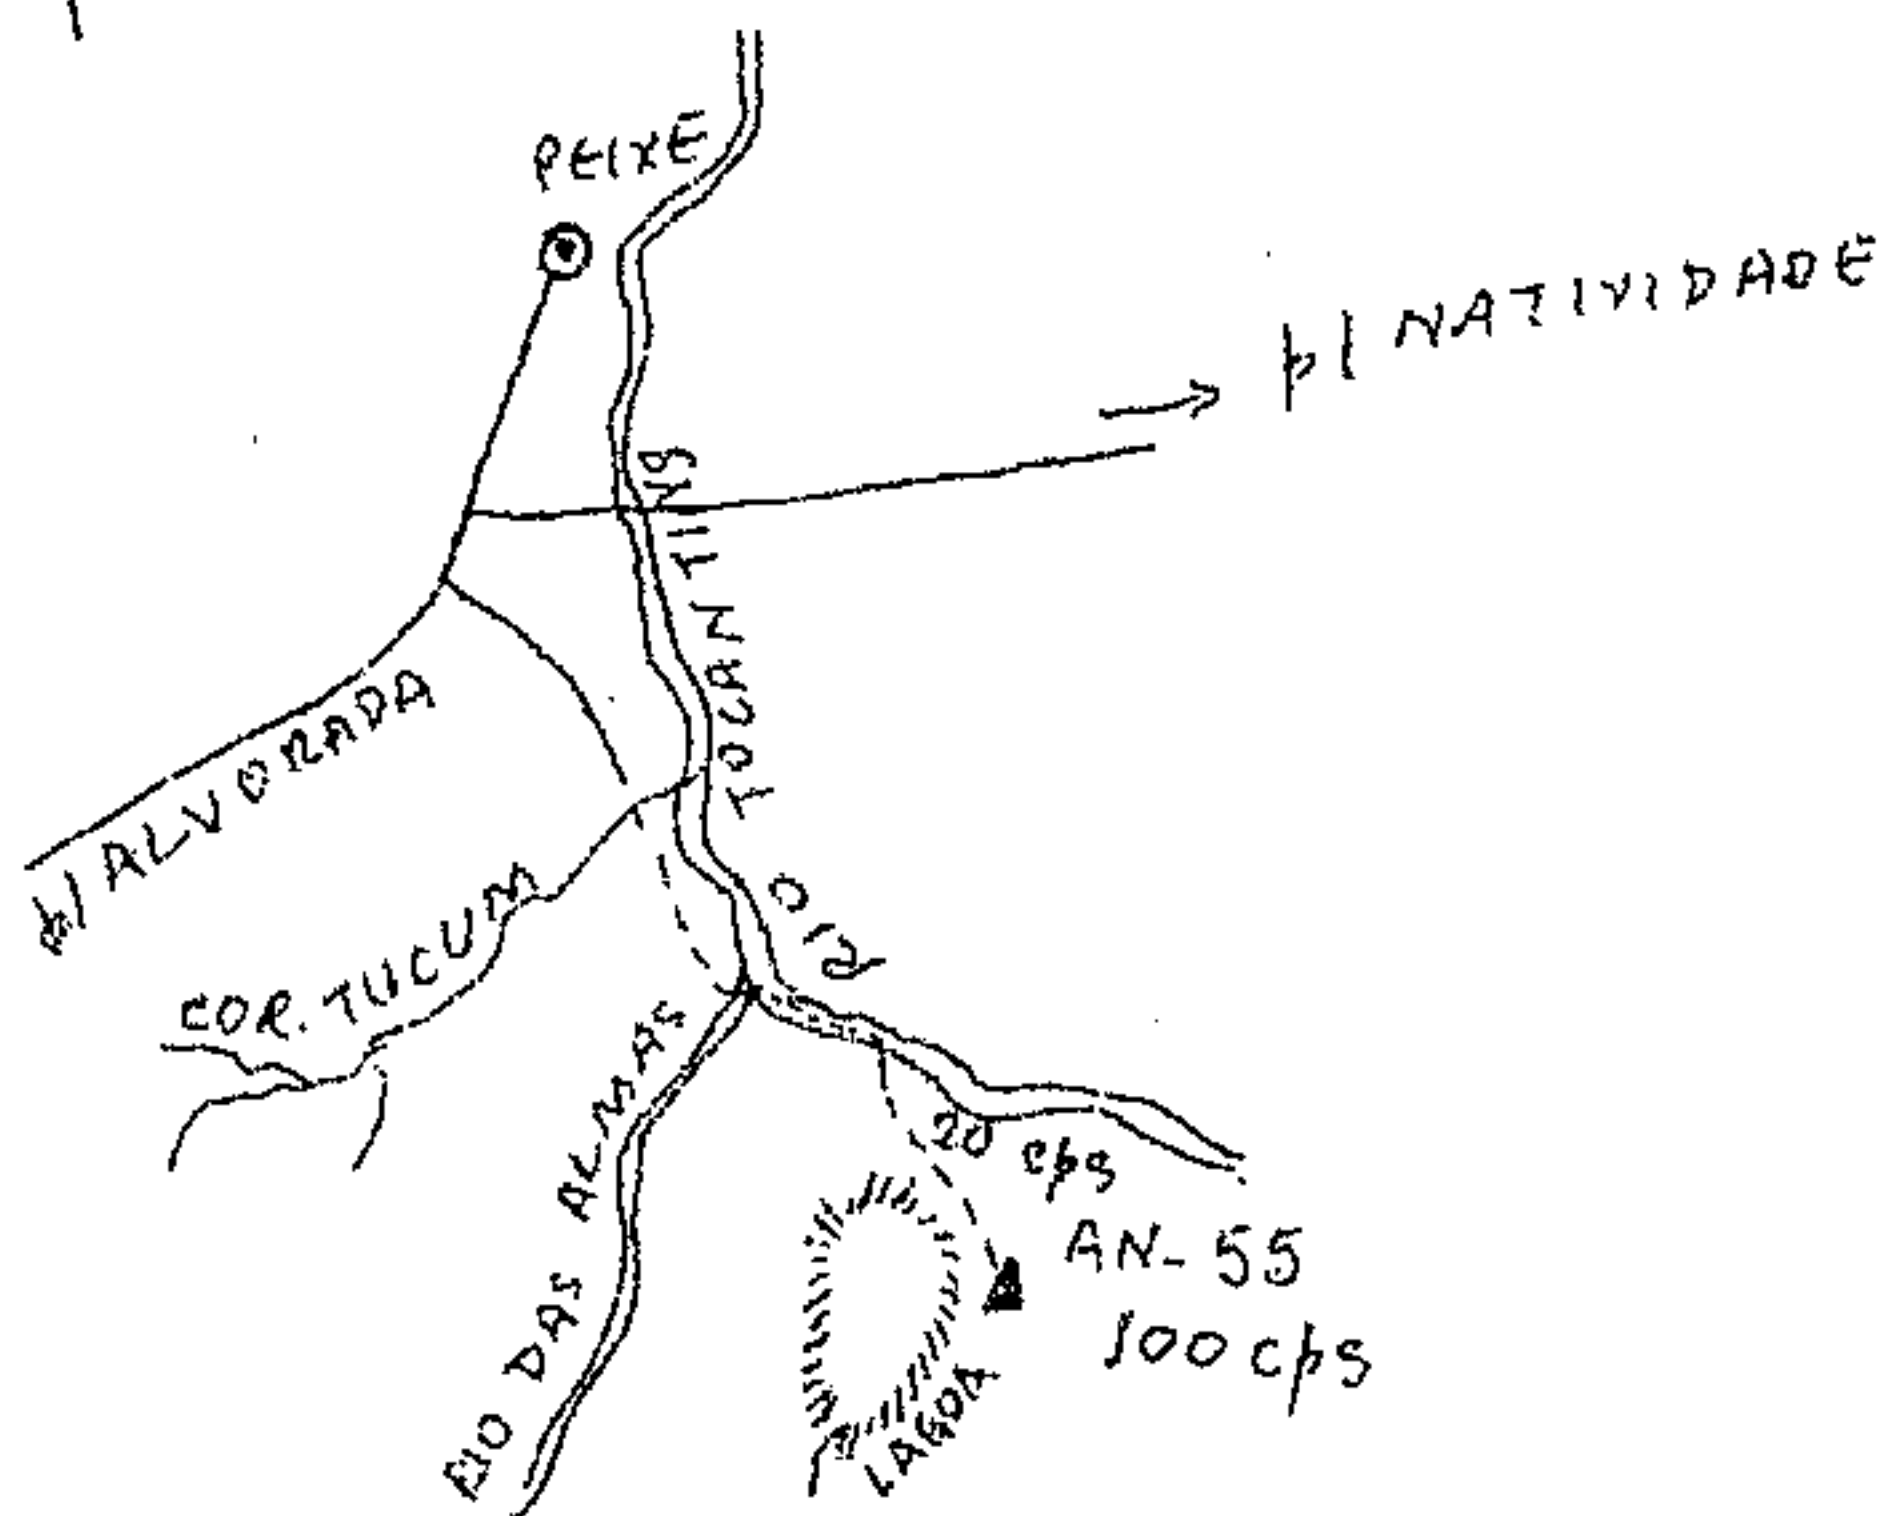 PEIXE
p/ NATIVIDADE
RIO TOCANTINS
p/ ALVORADA
COR. TUCUM
RIO DAS ALMAS
20 cps
AN-55
100 cps
LAGOA